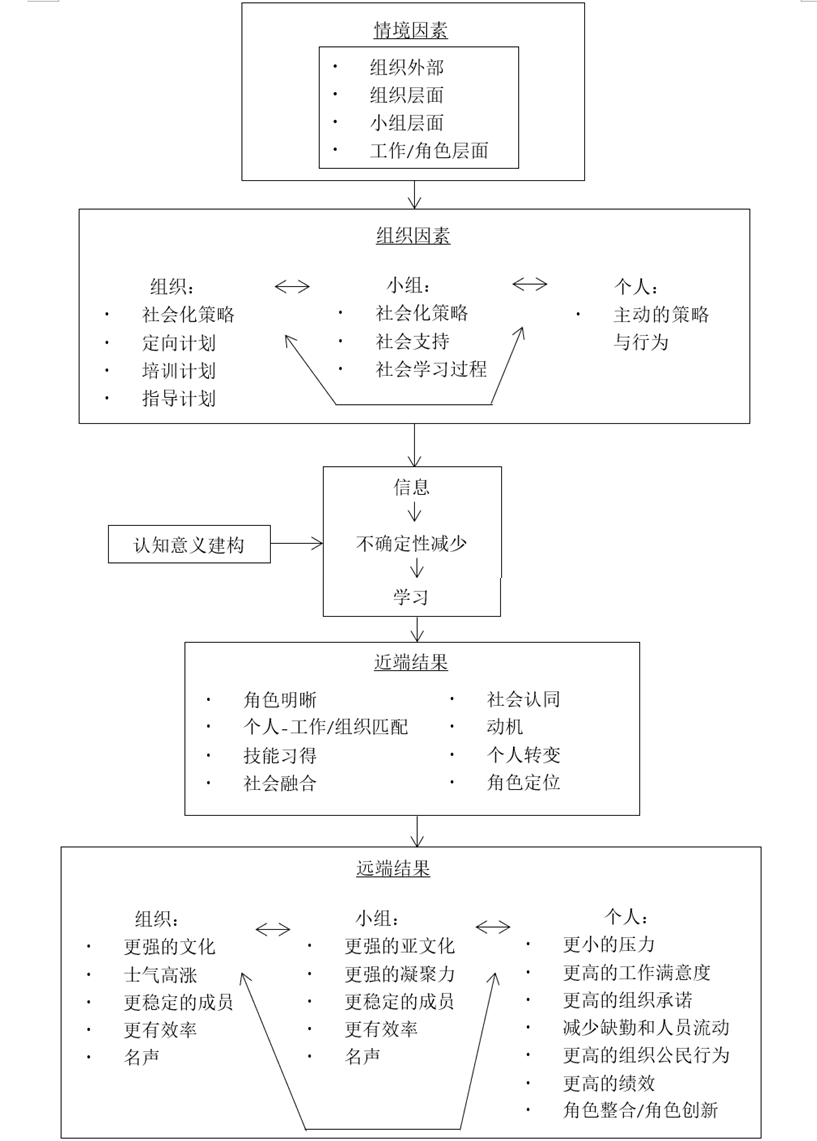 情境因素
· 组织外部
· 组织层面
· 小组层面
· 工作/角色层面
组织因素
组织：
· 社会化策略
· 定向计划
· 培训计划
· 指导计划
小组：
· 社会化策略
· 社会支持
· 社会学习过程
个人：
· 主动的策略
与行为
信息
认知意义建构
不确定性减少
学习
近端结果
· 角色明晰
· 个人-工作/组织匹配
· 技能习得
· 社会融合
· 社会认同
· 动机
· 个人转变
· 角色定位
远端结果
组织：
· 更强的文化
· 士气高涨
· 更稳定的成员
· 更有效率
· 名声
小组：
· 更强的亚文化
· 更强的凝聚力
· 更稳定的成员
· 更有效率
· 名声
个人：
· 更小的压力
· 更高的工作满意度
· 更高的组织承诺
· 减少缺勤和人员流动
· 更高的组织公民行为
· 更高的绩效
· 角色整合/角色创新